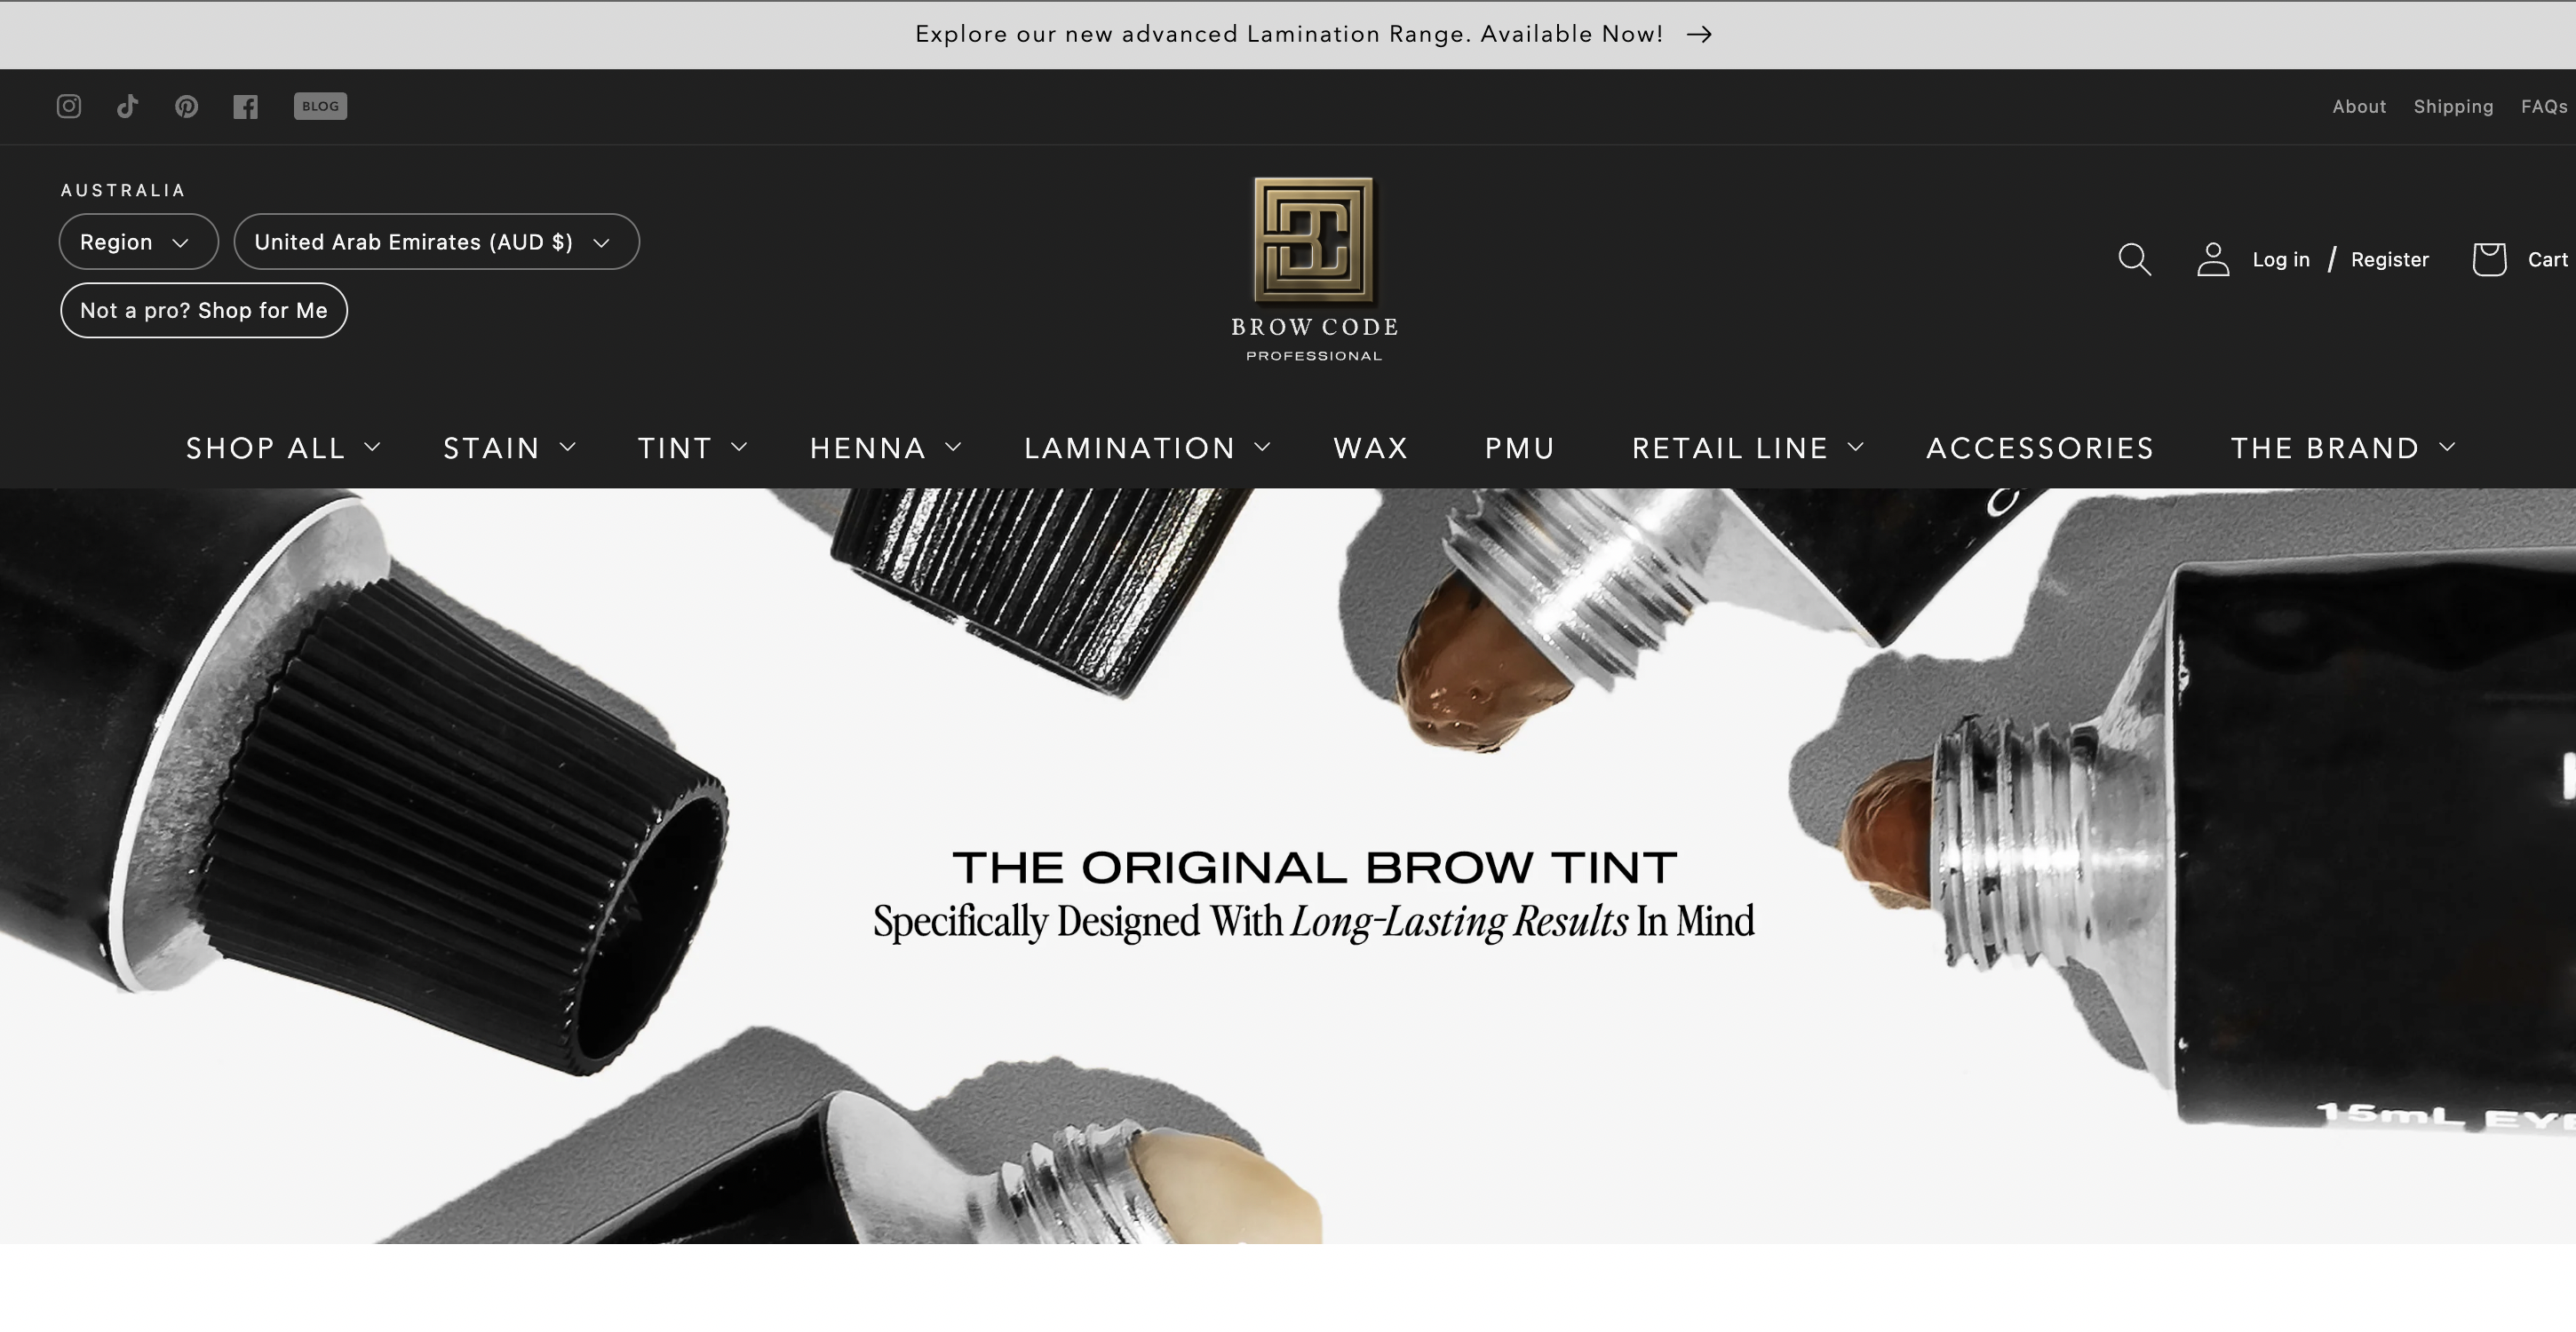 Explore our new advanced Lamination Range. Available Now!
BLOG
About Shipping FAQs
AUSTRALIA
Region United Arab Emirates (AUD $)
Not a pro? Shop for Me
BROW CODE
PROFESSIONAL
Log in / Register Cart
SHOP ALL STAIN TINT HENNA LAMINATION WAX PMU RETAIL LINE ACCESSORIES THE BRAND
THE ORIGINAL BROW TINT
Specifically Designed With Long-Lasting Results In Mind
15mL